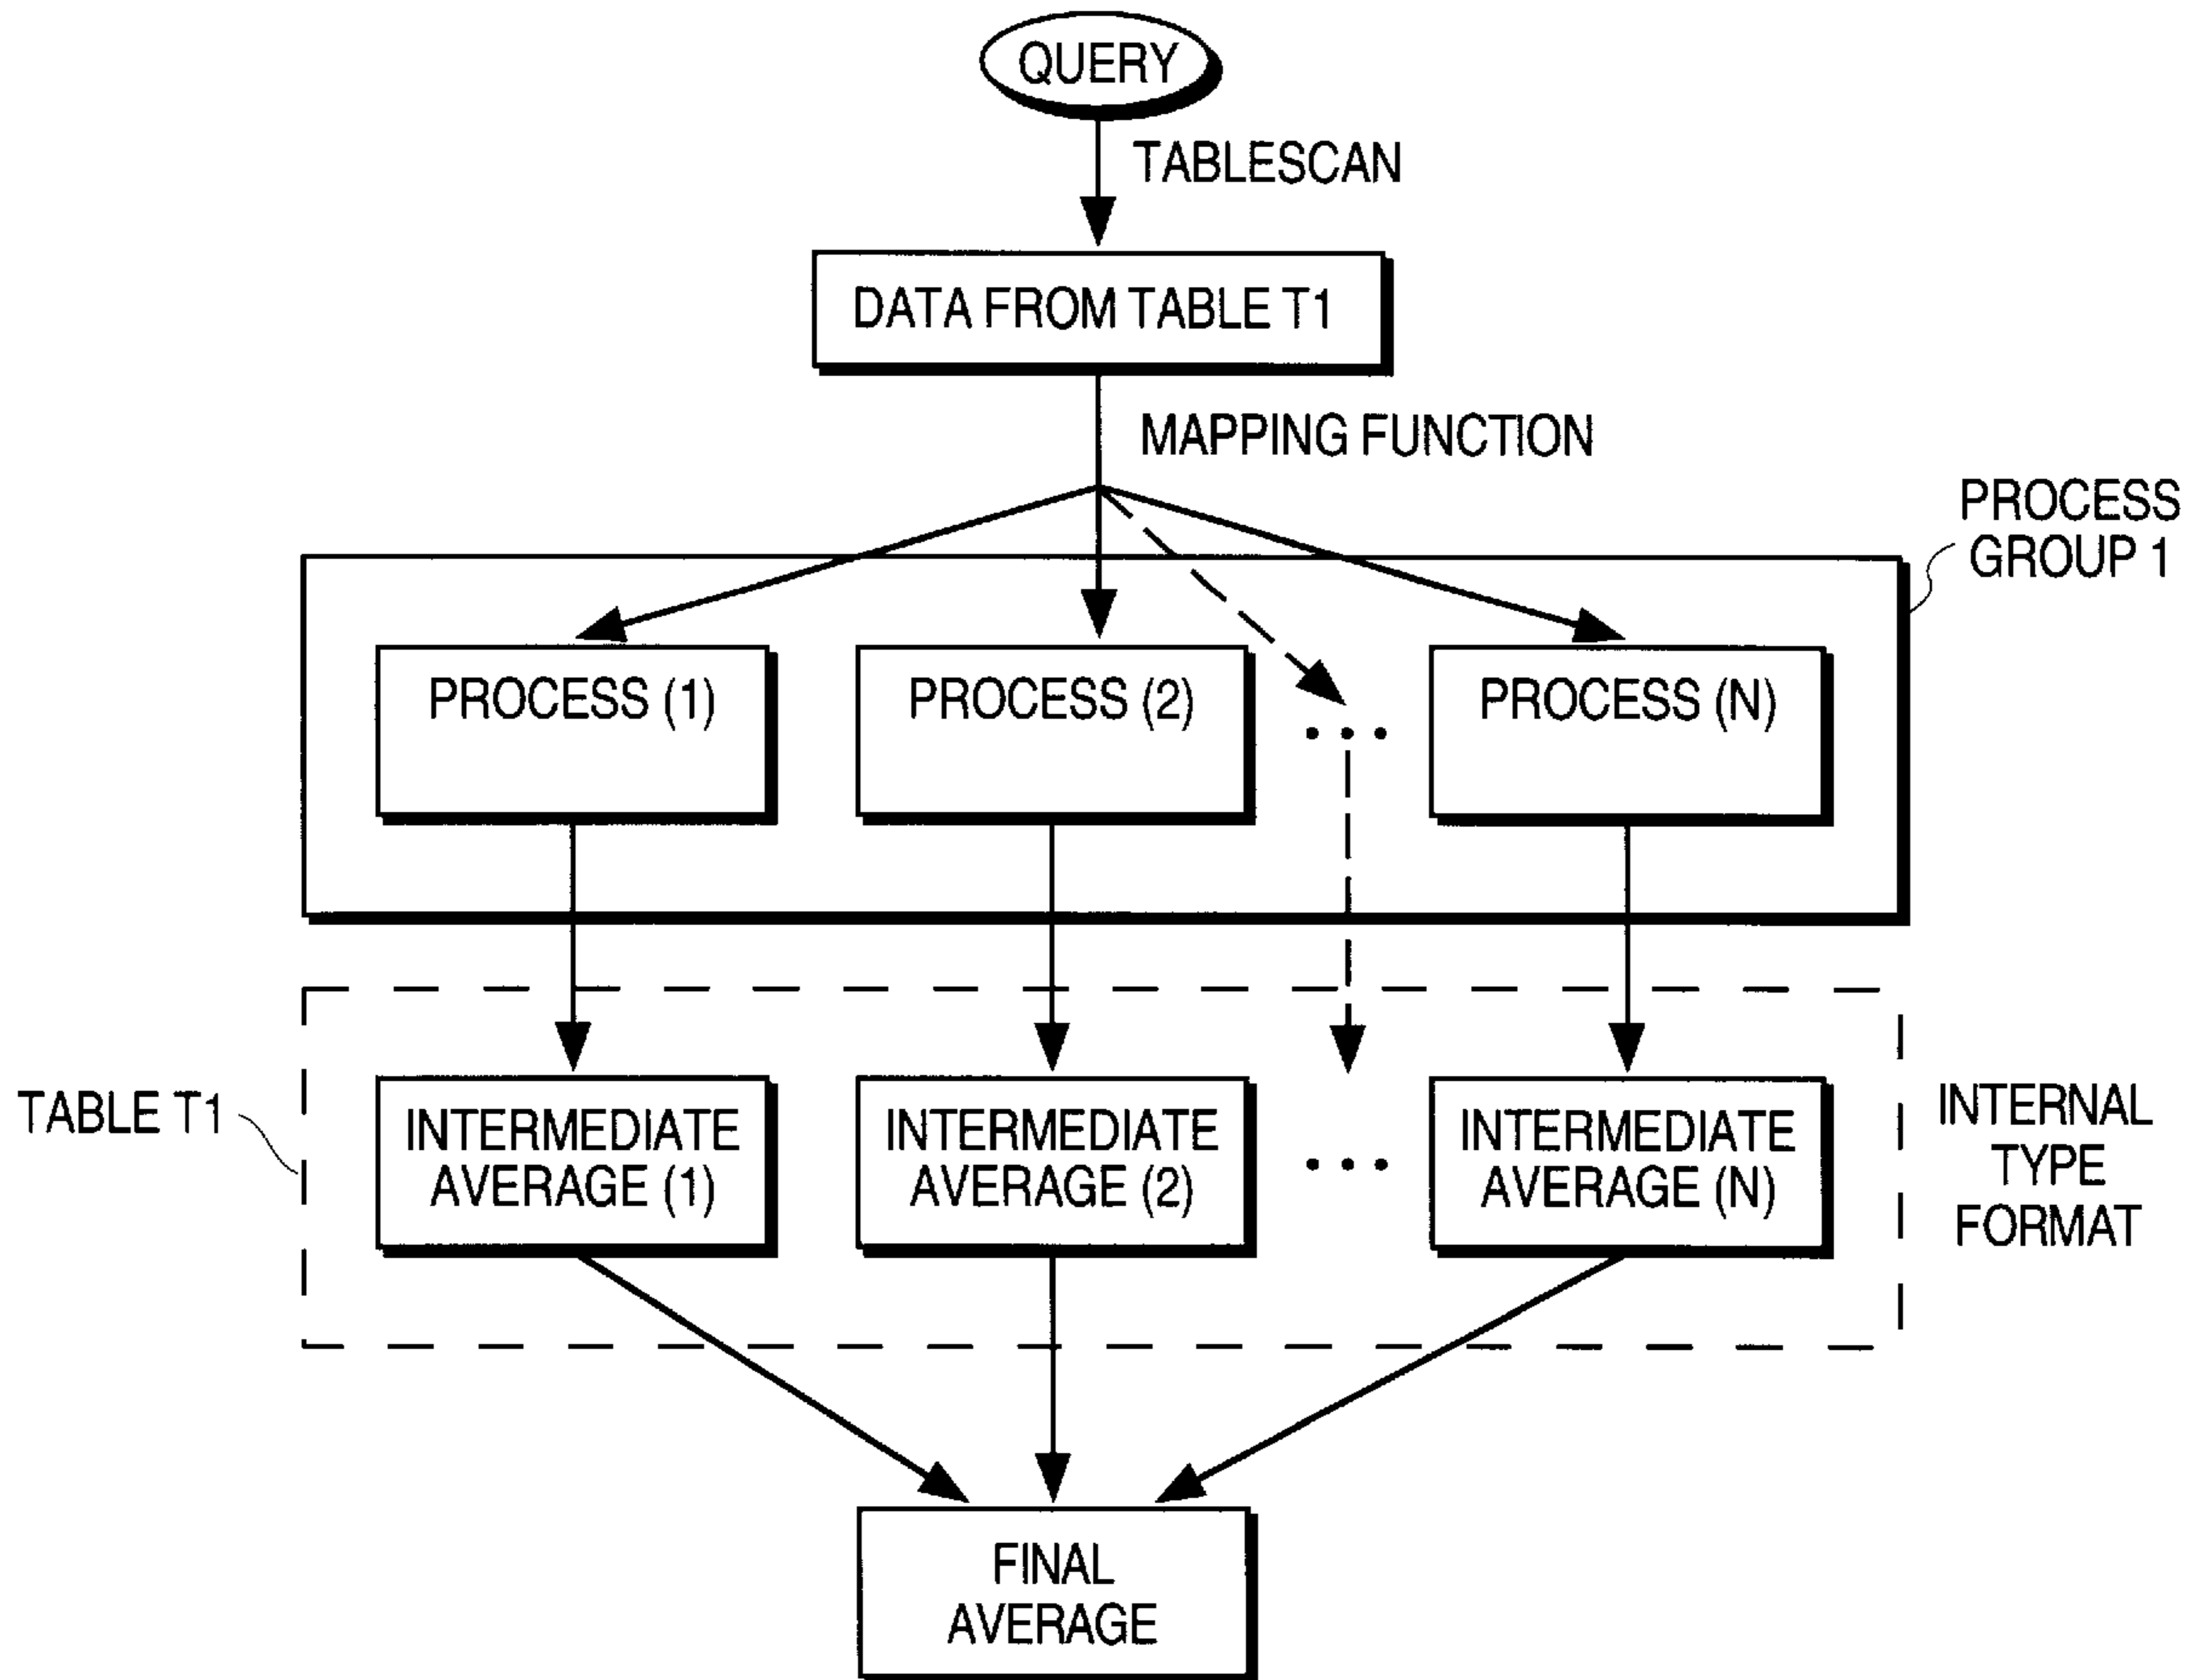 QUERY
TABLESCAN
DATA FROM TABLE T1
MAPPING FUNCTION
PROCESS
GROUP 1
PROCESS (1)
PROCESS (2)
...
PROCESS (N)
TABLE T1
INTERMEDIATE
AVERAGE (1)
INTERMEDIATE
AVERAGE (2)
...
INTERMEDIATE
AVERAGE (N)
INTERNAL
TYPE
FORMAT
FINAL
AVERAGE